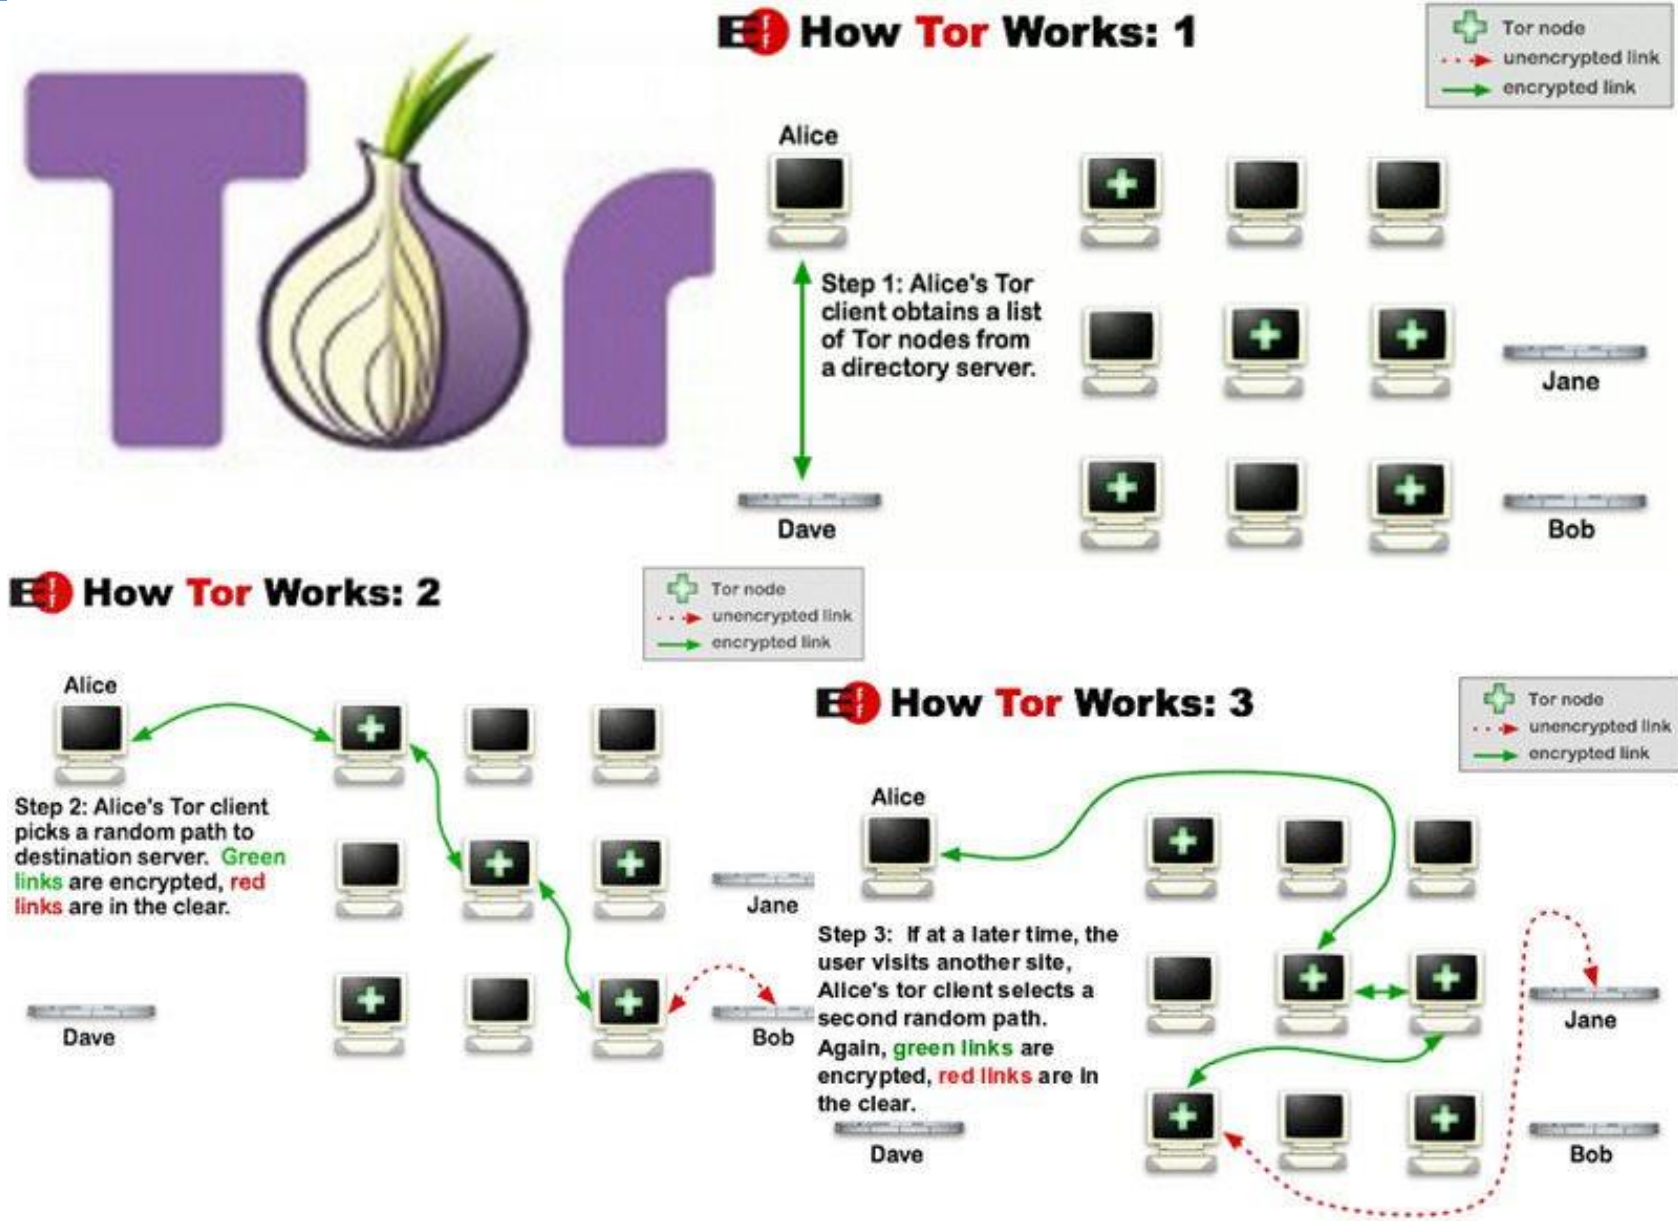 Tor
EFF How Tor Works: 1
Tor node
unencrypted link
encrypted link
Alice
Step 1: Alice's Tor
client obtains a list
of Tor nodes from
a directory server.
Jane
Dave
Bob
EFF How Tor Works: 2
Tor node
unencrypted link
encrypted link
Alice
Step 2: Alice's Tor client
picks a random path to
destination server. Green
links are encrypted, red
links are in the clear.
Jane
Dave
Bob
EFF How Tor Works: 3
Tor node
unencrypted link
encrypted link
Alice
Step 3: If at a later time, the
user visits another site,
Alice's tor client selects a
second random path.
Again, green links are
encrypted, red links are in
the clear.
Jane
Dave
Bob